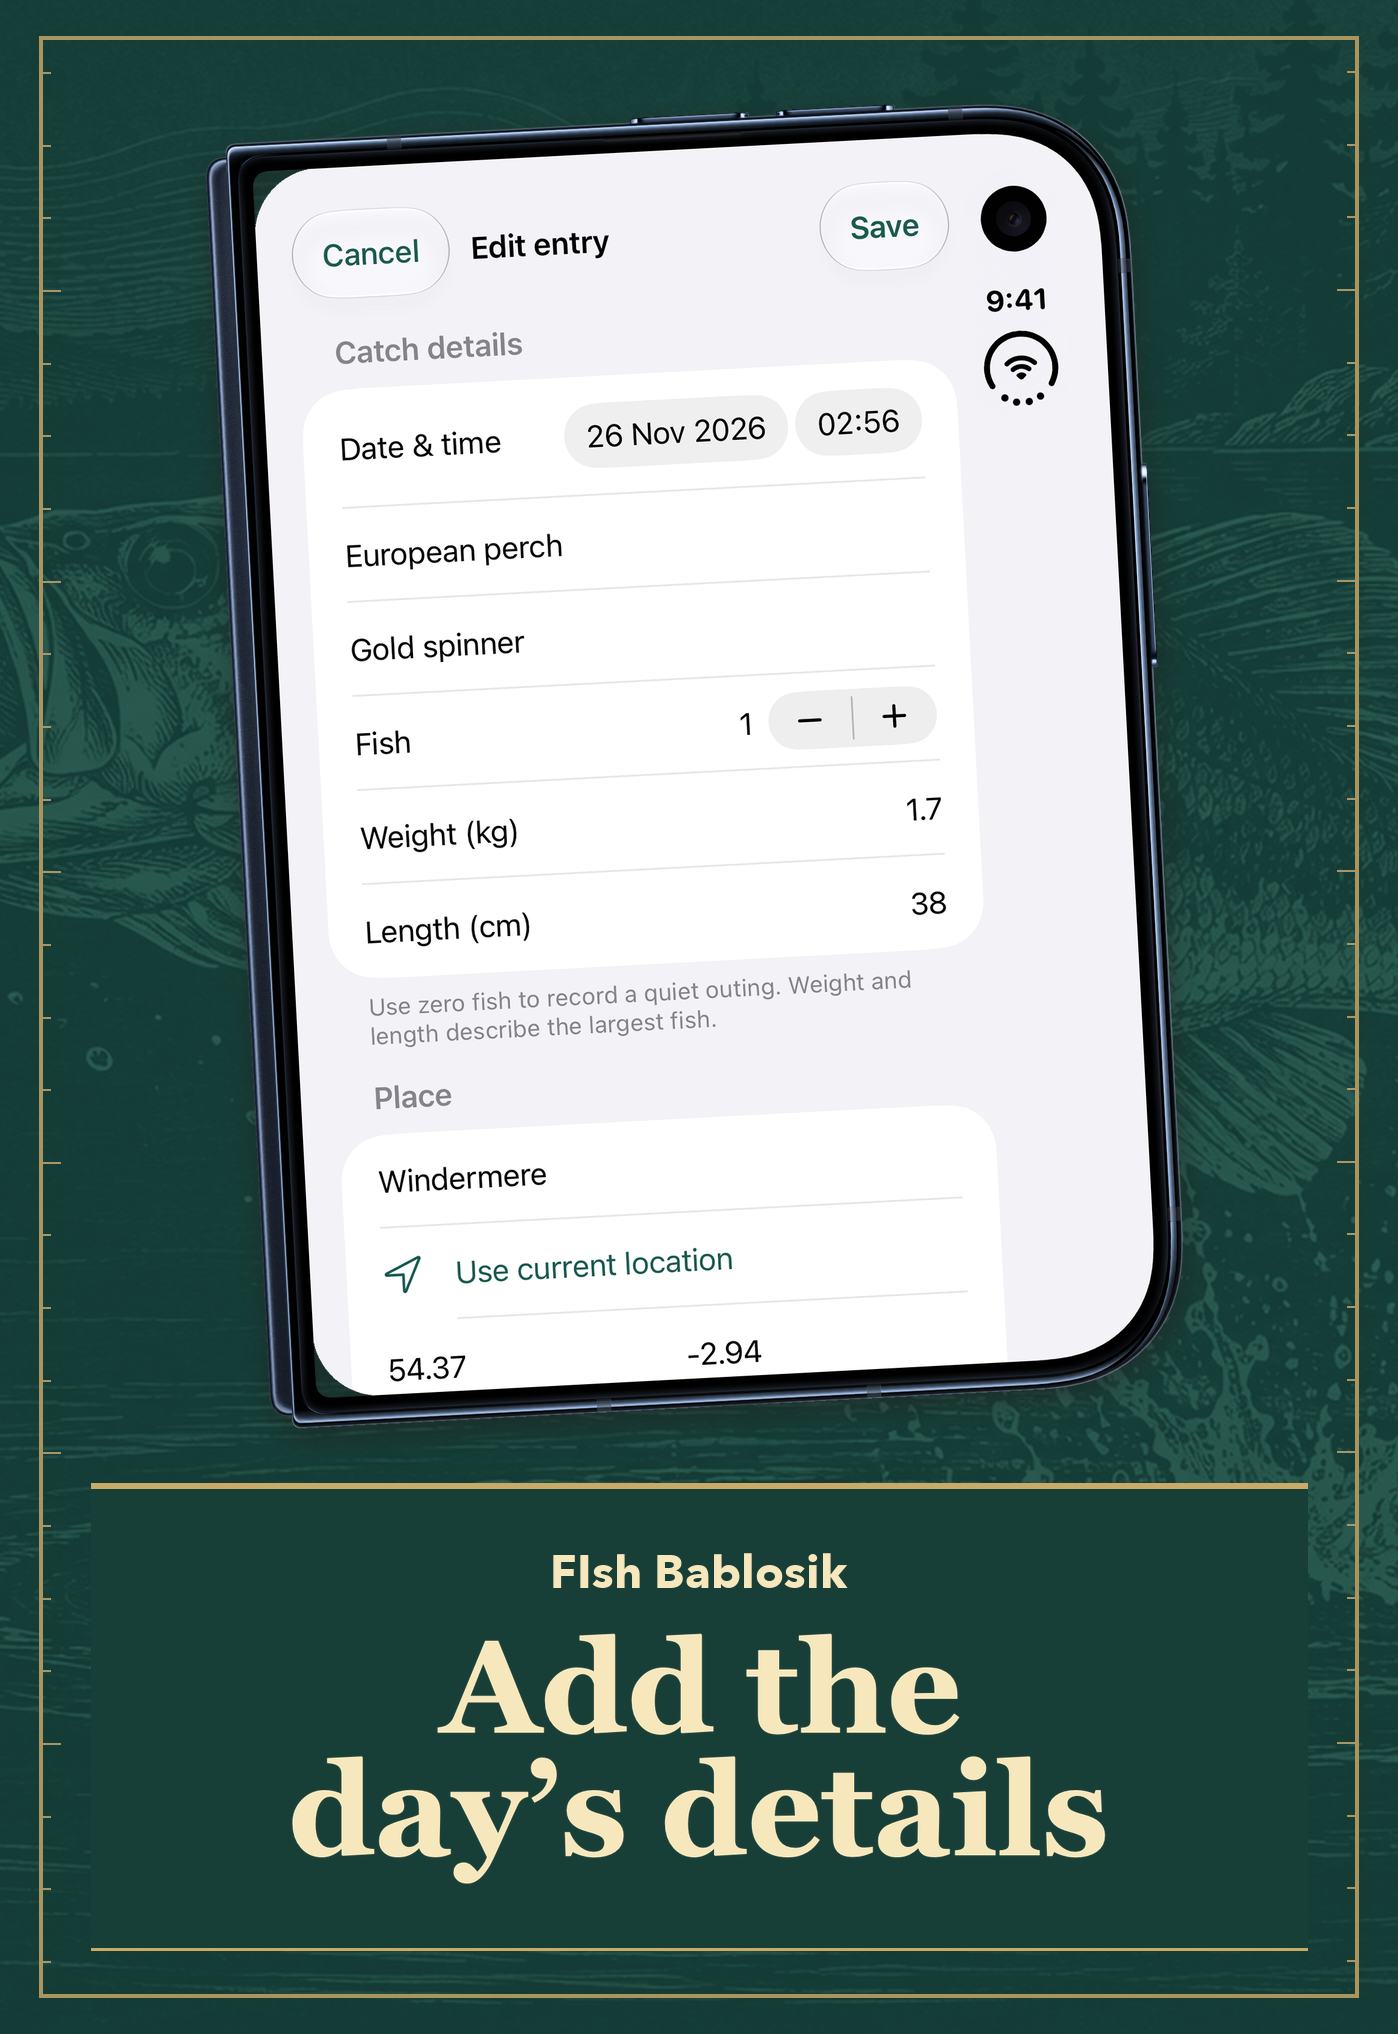 Cancel
Edit entry
Save
9:41
Catch details
Date & time
26 Nov 2026
02:56
European perch
Gold spinner
Fish
1
Weight (kg)
1.7
Length (cm)
38
Use zero fish to record a quiet outing. Weight and
length describe the largest fish.
Place
Windermere
Use current location
54.37
-2.94
FIsh Bablosik
Add the
day’s details